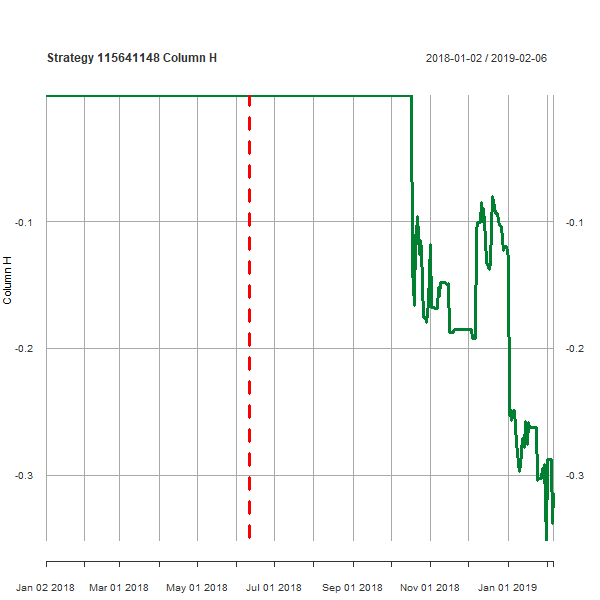 Strategy 115641148 Column H 2018-01-02 / 2019-02-06
-0.1 -0.1
Column H
-0.2 -0.2
-0.3 -0.3
Jan 02 2018 Mar 01 2018 May 01 2018 Jul 01 2018 Sep 01 2018 Nov 01 2018 Jan 01 2019